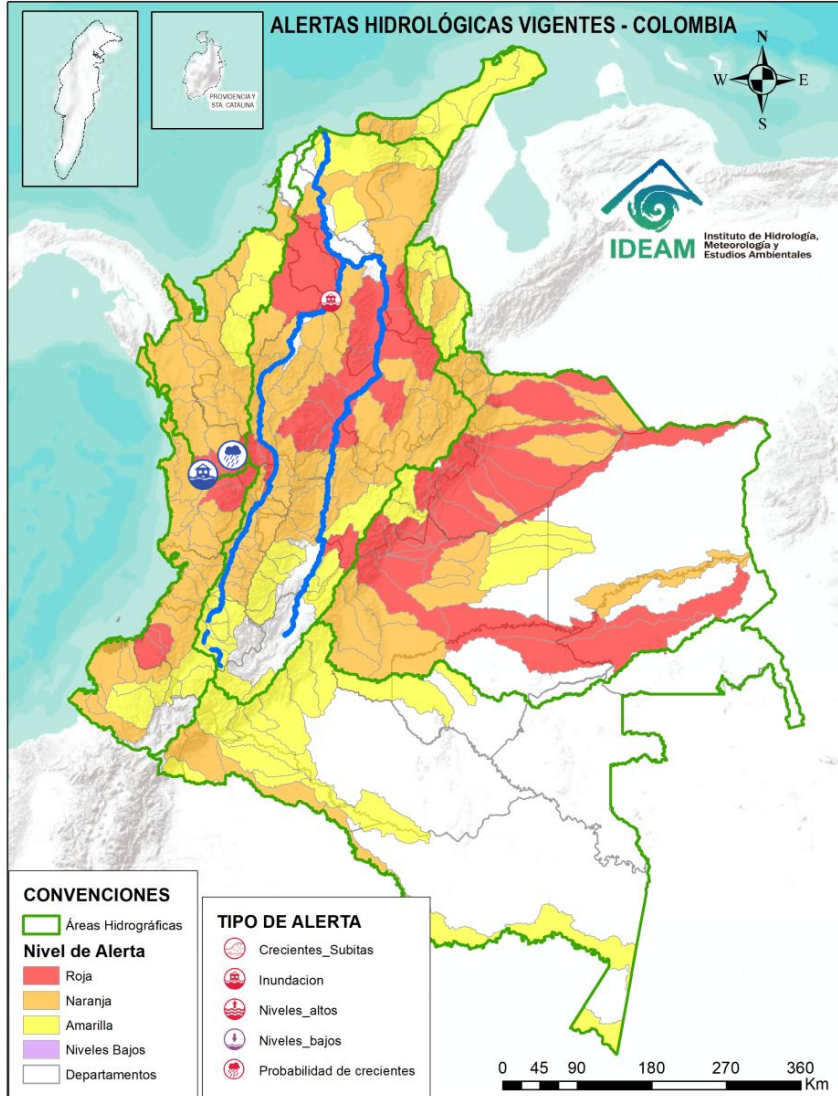 ALERTAS HIDROLÓGICAS VIGENTES - COLOMBIA
PROVIDENCIA Y
STA. CATALINA
N
W
E
S
IDEAM
Instituto de Hidrología,
Meteorología y
Estudios Ambientales
CONVENCIONES
Áreas Hidrográficas
Nivel de Alerta
Roja
Naranja
Amarilla
Niveles Bajos
Departamentos
TIPO DE ALERTA
Crecientes_Subitas
Inundacion
Niveles_altos
Niveles_bajos
Probabilidad de crecientes
0 45 90 180 270 360
Km